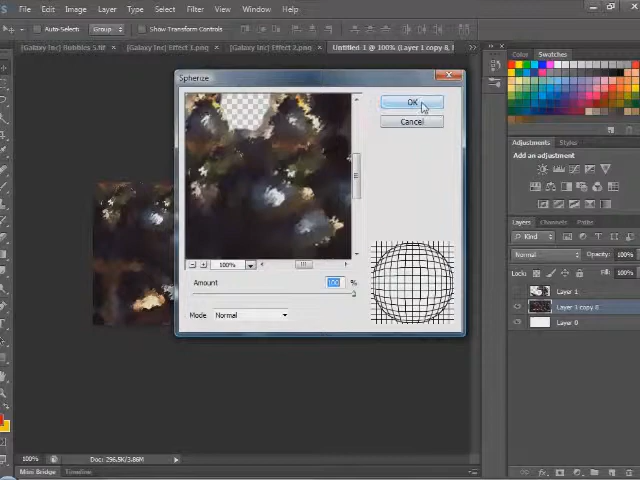 File Edit Image Layer Type Select Filter View Window Help
Auto-Select: Group Show Transform Controls
[Galaxy Inc] Bubbles 5.tif × [Galaxy Inc] Effect 1.png × [Galaxy Inc] Effect 2.png × Untitled-1 @ 100% (Layer 1 copy 8,
Spherize
OK
Cancel
100%
Amount 100 %
Mode Normal
Color Swatches
Adjustments Styles
Add an adjustment
Layers Channels Paths
Kind
Normal Opacity: 100%
Lock: Fill: 100%
Layer 1
Layer 1 copy 8
Layer 0
fx
100% Doc: 296.5K/3.86M
Mini Bridge Timeline